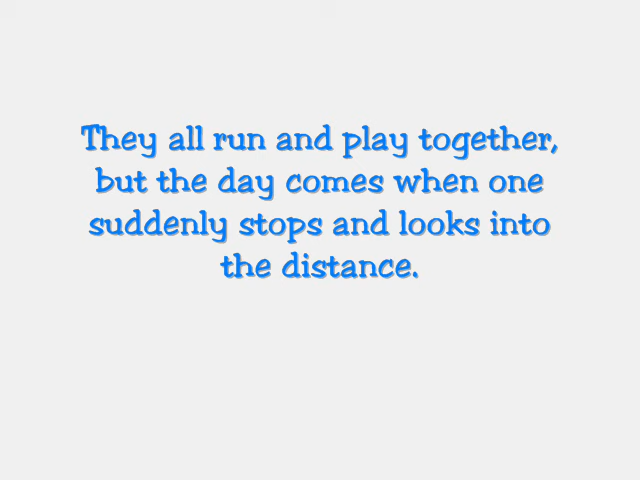 They all run and play together,
but the day comes when one
suddenly stops and looks into
the distance.